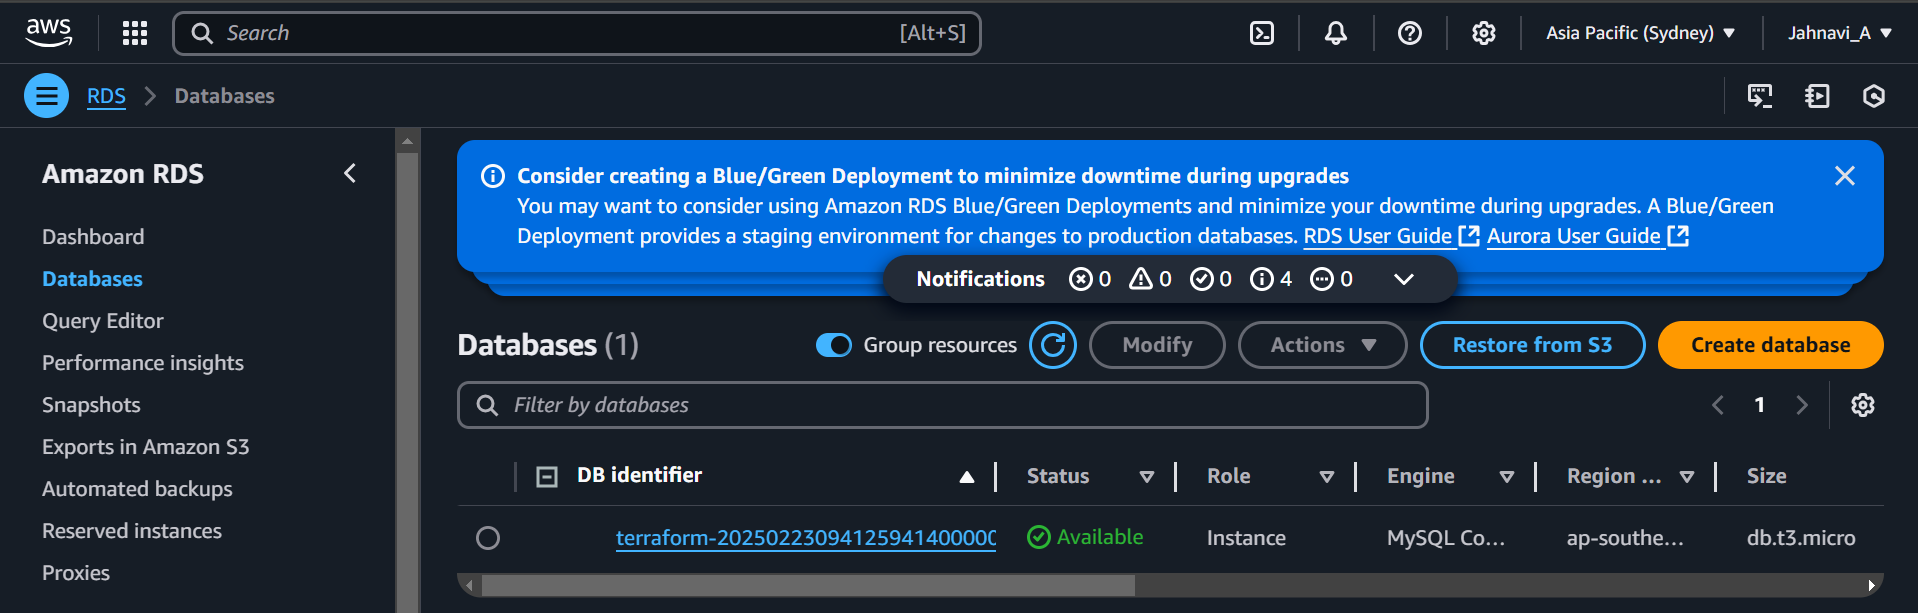 aws
Search [Alt+S]
Asia Pacific (Sydney)
Jahnavi_A
RDS
Databases
Amazon RDS
Dashboard
Databases
Query Editor
Performance insights
Snapshots
Exports in Amazon S3
Automated backups
Reserved instances
Proxies
Consider creating a Blue/Green Deployment to minimize downtime during upgrades
You may want to consider using Amazon RDS Blue/Green Deployments and minimize your downtime during upgrades. A Blue/Green
Deployment provides a staging environment for changes to production databases. RDS User Guide Aurora User Guide
Notifications 0 0 0 4 0
Databases (1)
Group resources
Modify
Actions
Restore from S3
Create database
Filter by databases
1
DB identifier Status Role Engine Region ... Size
terraform-20250223094125941400000 Available Instance MySQL Co... ap-southe... db.t3.micro